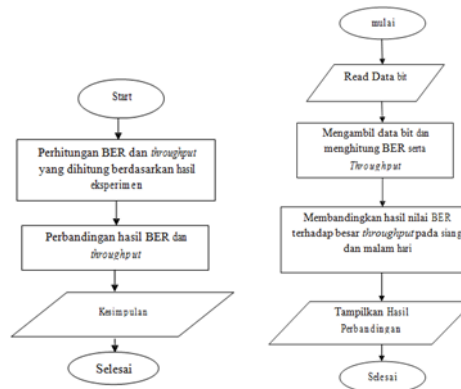 Start
Perhitungan BER dan throughput
yang dihitung berdasarkan hasil
eksperimen
Perbandingan hasil BER dan
throughput
Kesimpulan
Selesai
mulai
Read Data bit
Mengambil data bit dan
menghitung BER serta
Throughput
Membandingkan hasil nilai BER
terhadap besar throughput pada siang
dan malam hari
Tampilkan Hasil
Perbandingan
Selesai